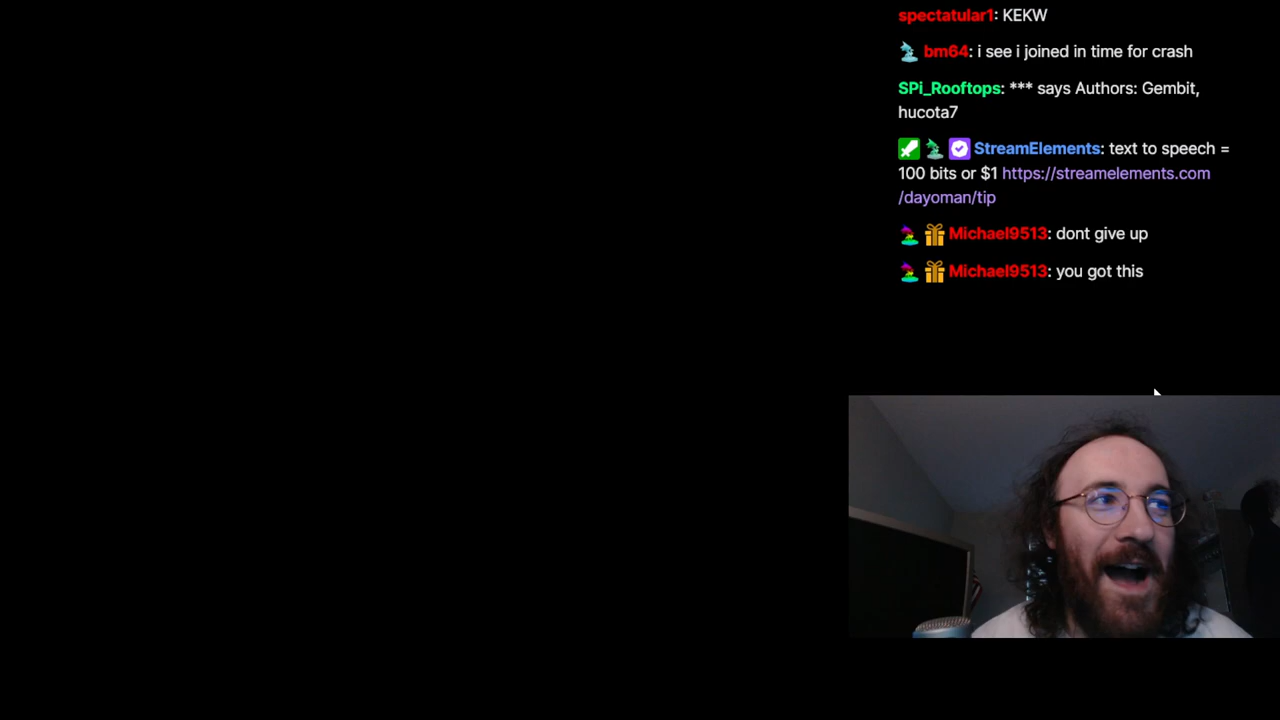 spectatular1: KEKW
bm64: i see i joined in time for crash
SPi_Rooftops: *** says Authors: Gembit,
hucota7
StreamElements: text to speech =
100 bits or $1 https://streamelements.com
/dayoman/tip
Michael9513: dont give up
Michael9513: you got this